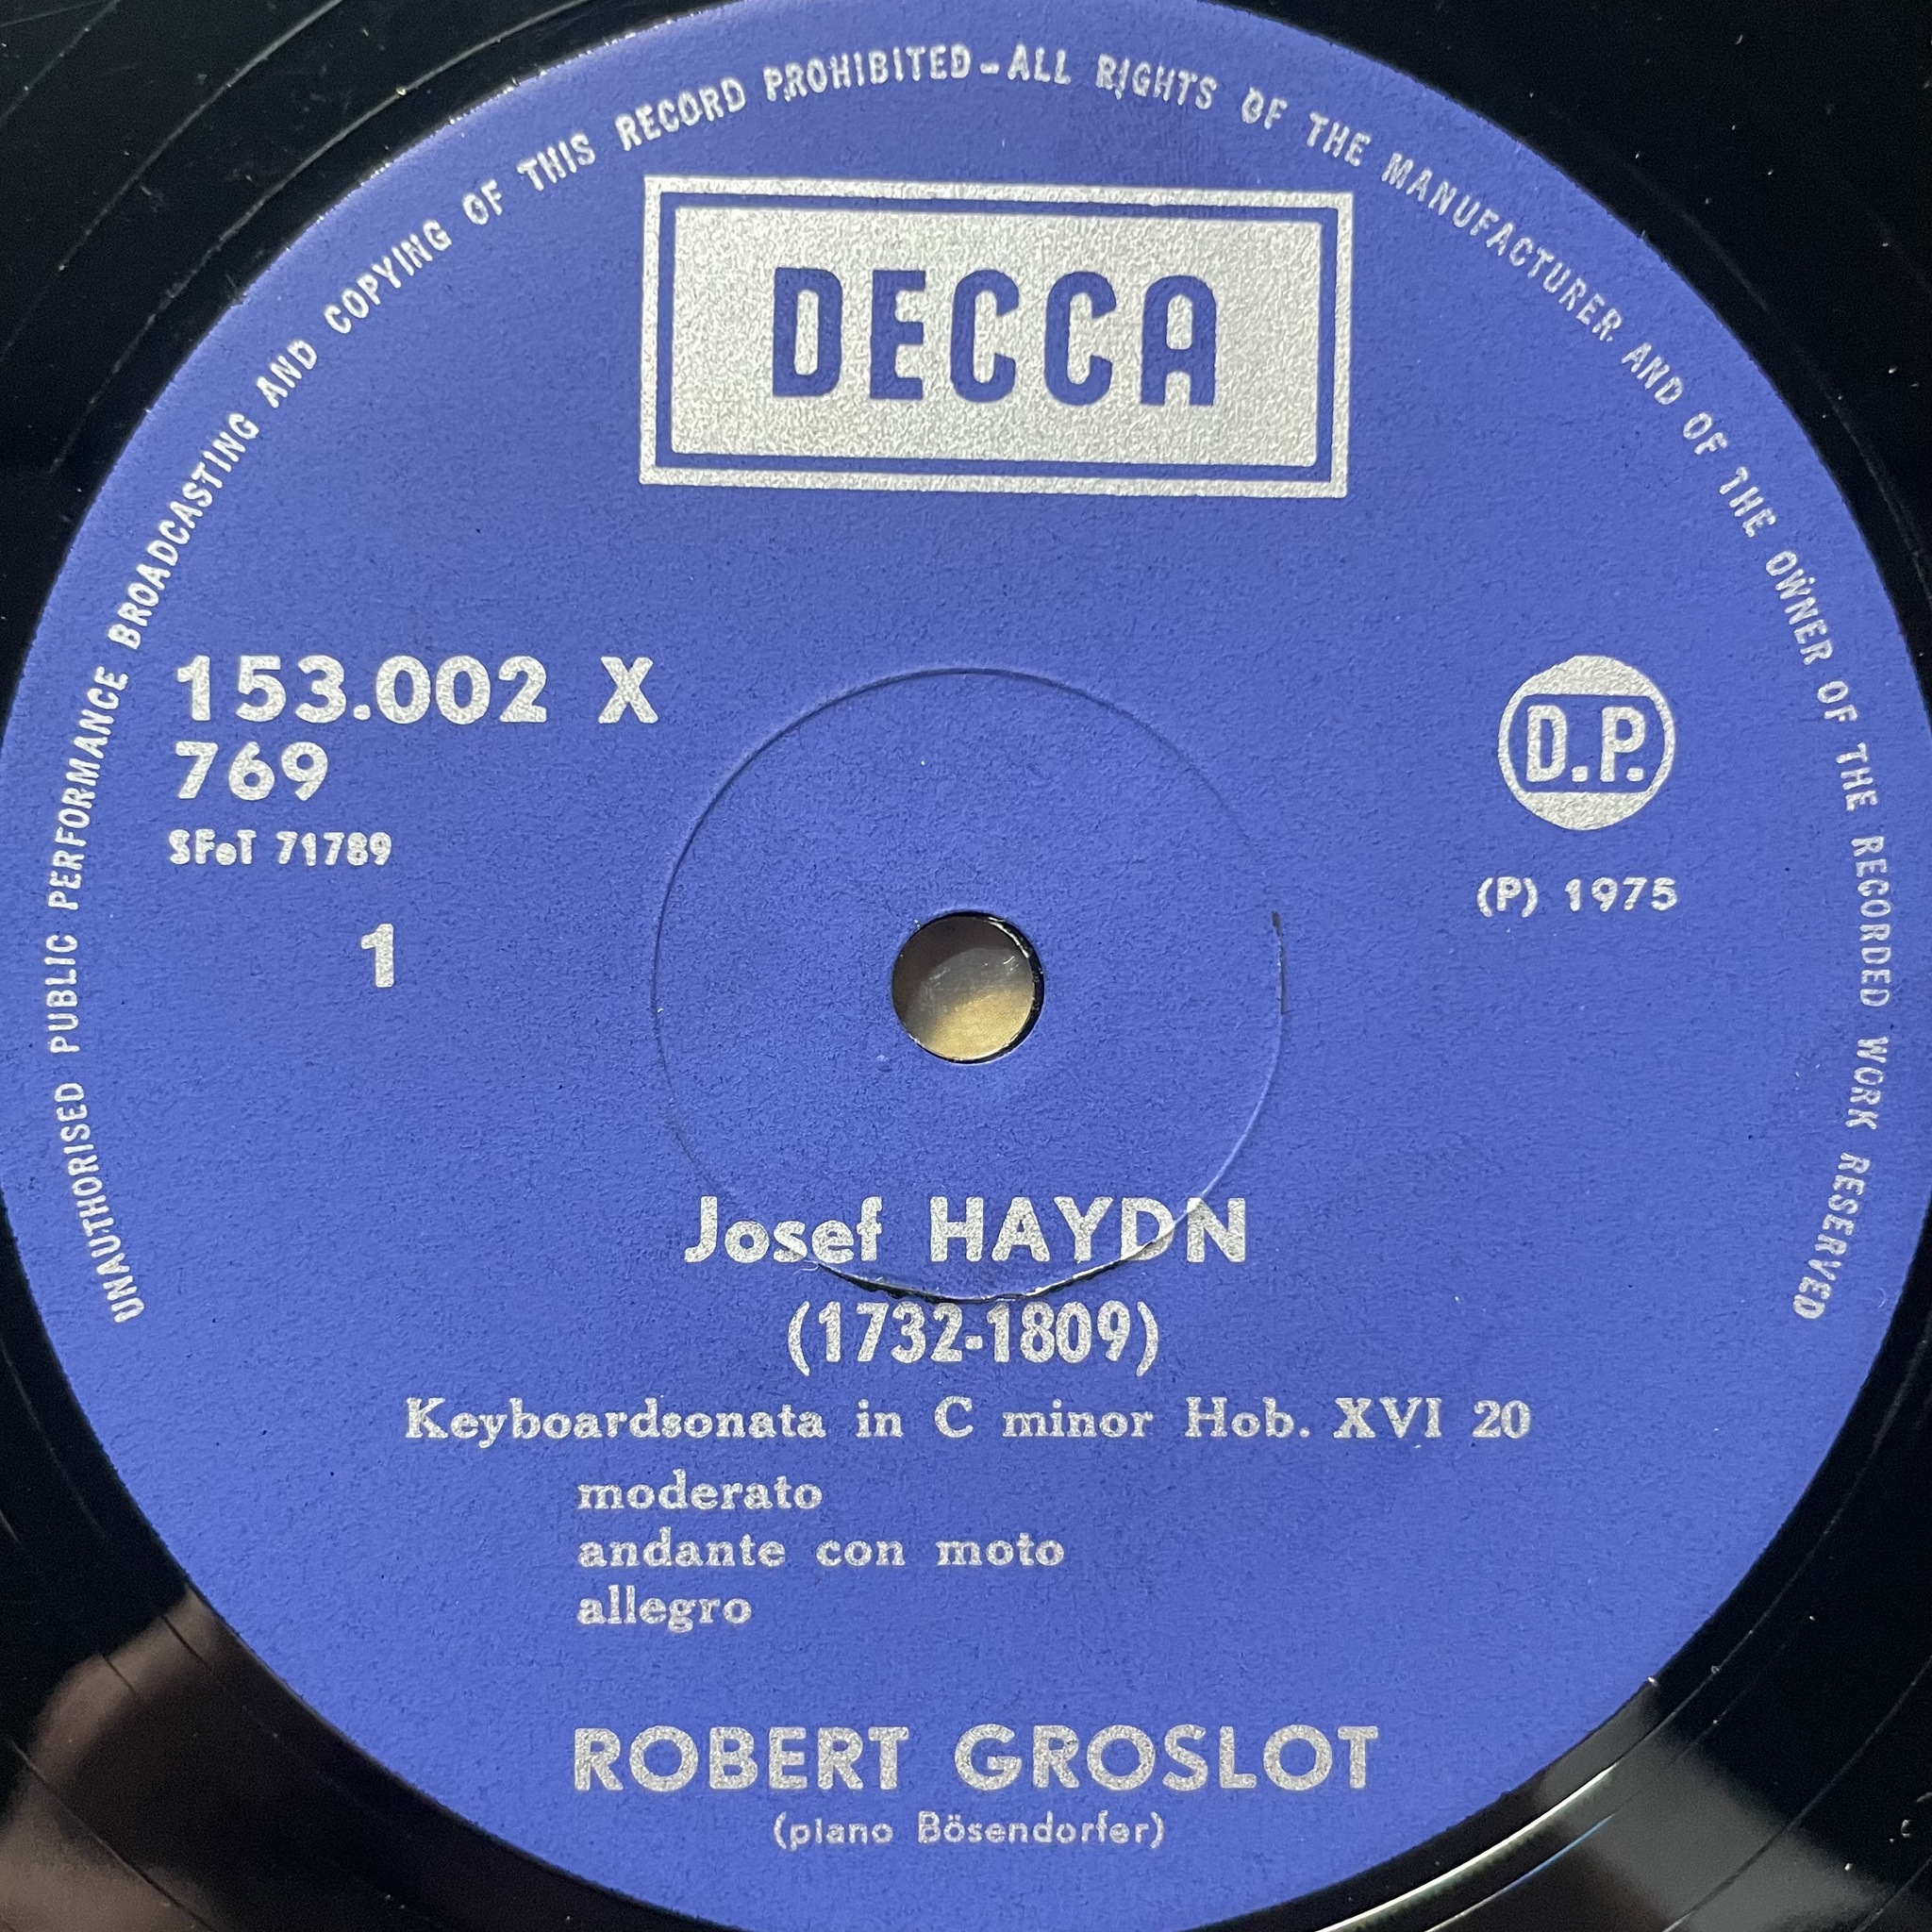 UNAUTHORISED PUBLIC PERFORMANCE BROADCASTING AND COPYING OF THIS RECORD PROHIBITED - ALL RIGHTS OF THE MANUFACTURER AND OF THE OWNER OF THE RECORDED WORK RESERVED
DECCA
153.002 X
769
SFoT 71789
1
D.P.
(P) 1975
Josef HAYDN
(1732-1809)
Keyboardsonata in C minor Hob. XVI 20
moderato
andante con moto
allegro
ROBERT GROSLOT
(piano Bösendorfer)